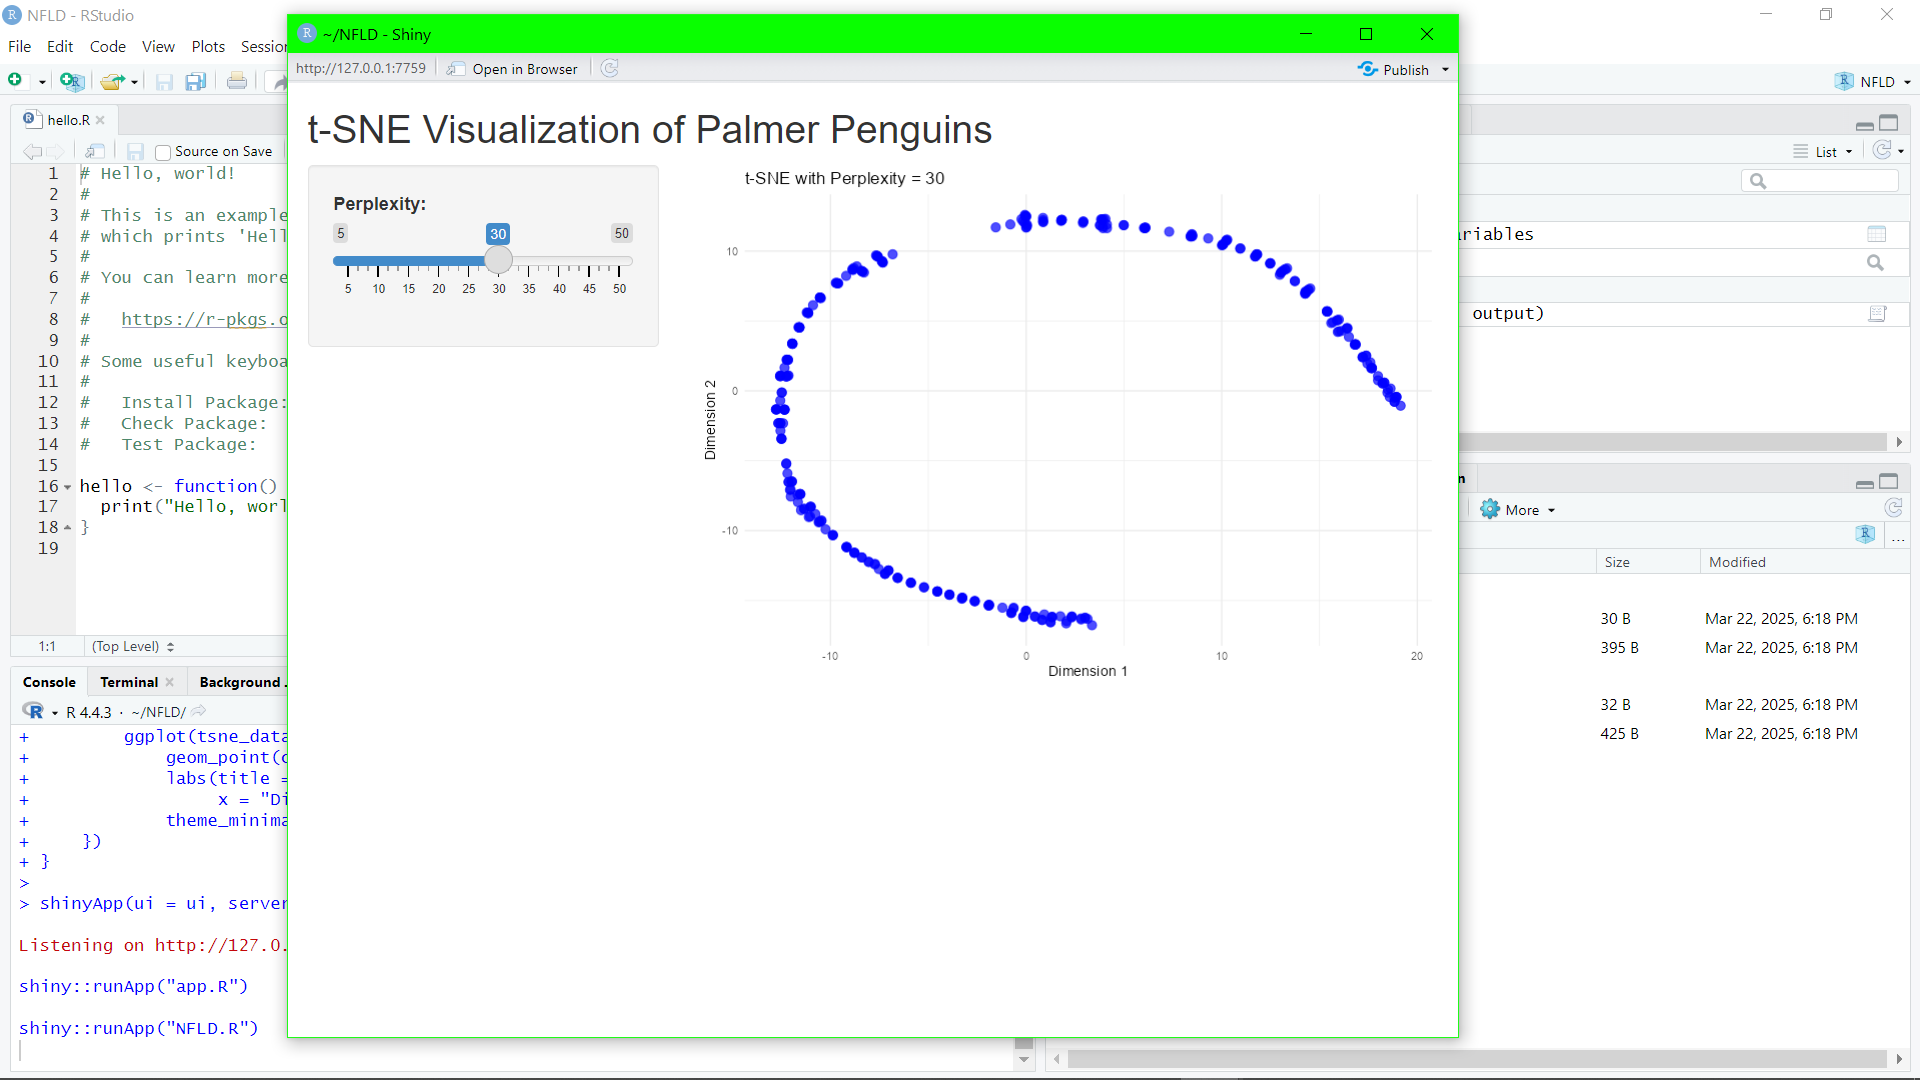 NFLD - RStudio
File Edit Code View Plots Session
NFLD
hello.R
Source on Save
1 # Hello, world!
2 #
3 # This is an example
4 # which prints 'Hell
5 #
6 # You can learn more
7 #
8 #   https://r-pkgs.o
9 #
10 # Some useful keyboa
11 #
12 #   Install Package:
13 #   Check Package:
14 #   Test Package:
15
16 hello <- function()
17   print("Hello, worl
18 }
19
1:1 (Top Level)
Console Terminal Background
R 4.4.3 · ~/NFLD/
+         ggplot(tsne_data
+             geom_point(
+             labs(title =
+                  x = "Di
+             theme_minima
+     })
+ }
>
> shinyApp(ui = ui, server
Listening on http://127.0.
shiny::runApp("app.R")
shiny::runApp("NFLD.R")
~/NFLD - Shiny
http://127.0.0.1:7759 Open in Browser Publish
t-SNE Visualization of Palmer Penguins
Perplexity:
5 30 50
5 10 15 20 25 30 35 40 45 50
t-SNE with Perplexity = 30
10
0
-10
Dimension 2
-10 0 10 20
Dimension 1
List
ariables
output)
n
More
R
...
Size Modified
30 B Mar 22, 2025, 6:18 PM
395 B Mar 22, 2025, 6:18 PM
32 B Mar 22, 2025, 6:18 PM
425 B Mar 22, 2025, 6:18 PM